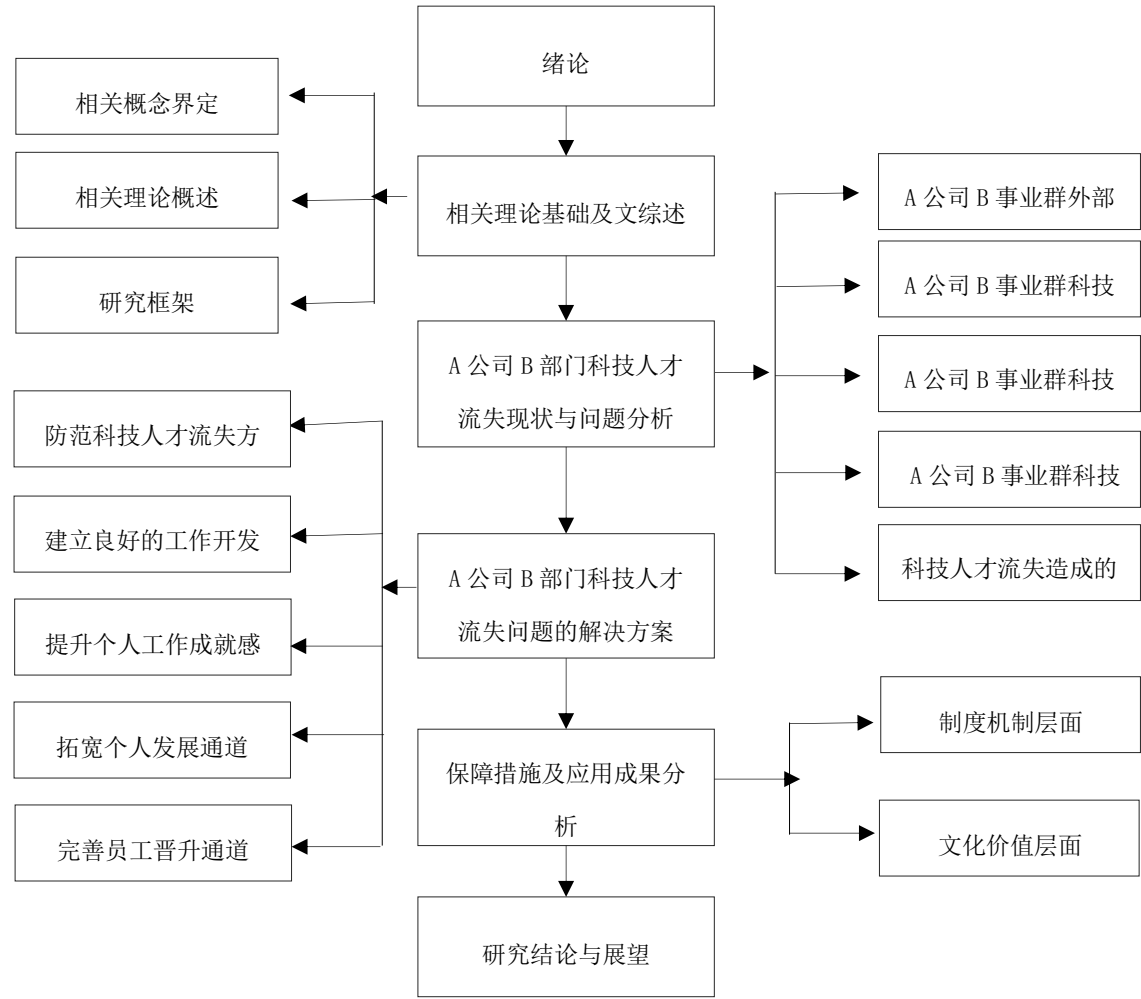 绪论
相关概念界定
相关理论概述
研究框架
相关理论基础及文综述
A 公司 B 事业群外部
A 公司 B 事业群科技
A 公司 B 事业群科技
A 公司 B 事业群科技
科技人才流失造成的
A 公司 B 部门科技人才
流失现状与问题分析
防范科技人才流失方
建立良好的工作开发
提升个人工作成就感
拓宽个人发展通道
完善员工晋升通道
A 公司 B 部门科技人才
流失问题的解决方案
制度机制层面
文化价值层面
保障措施及应用成果分
析
研究结论与展望